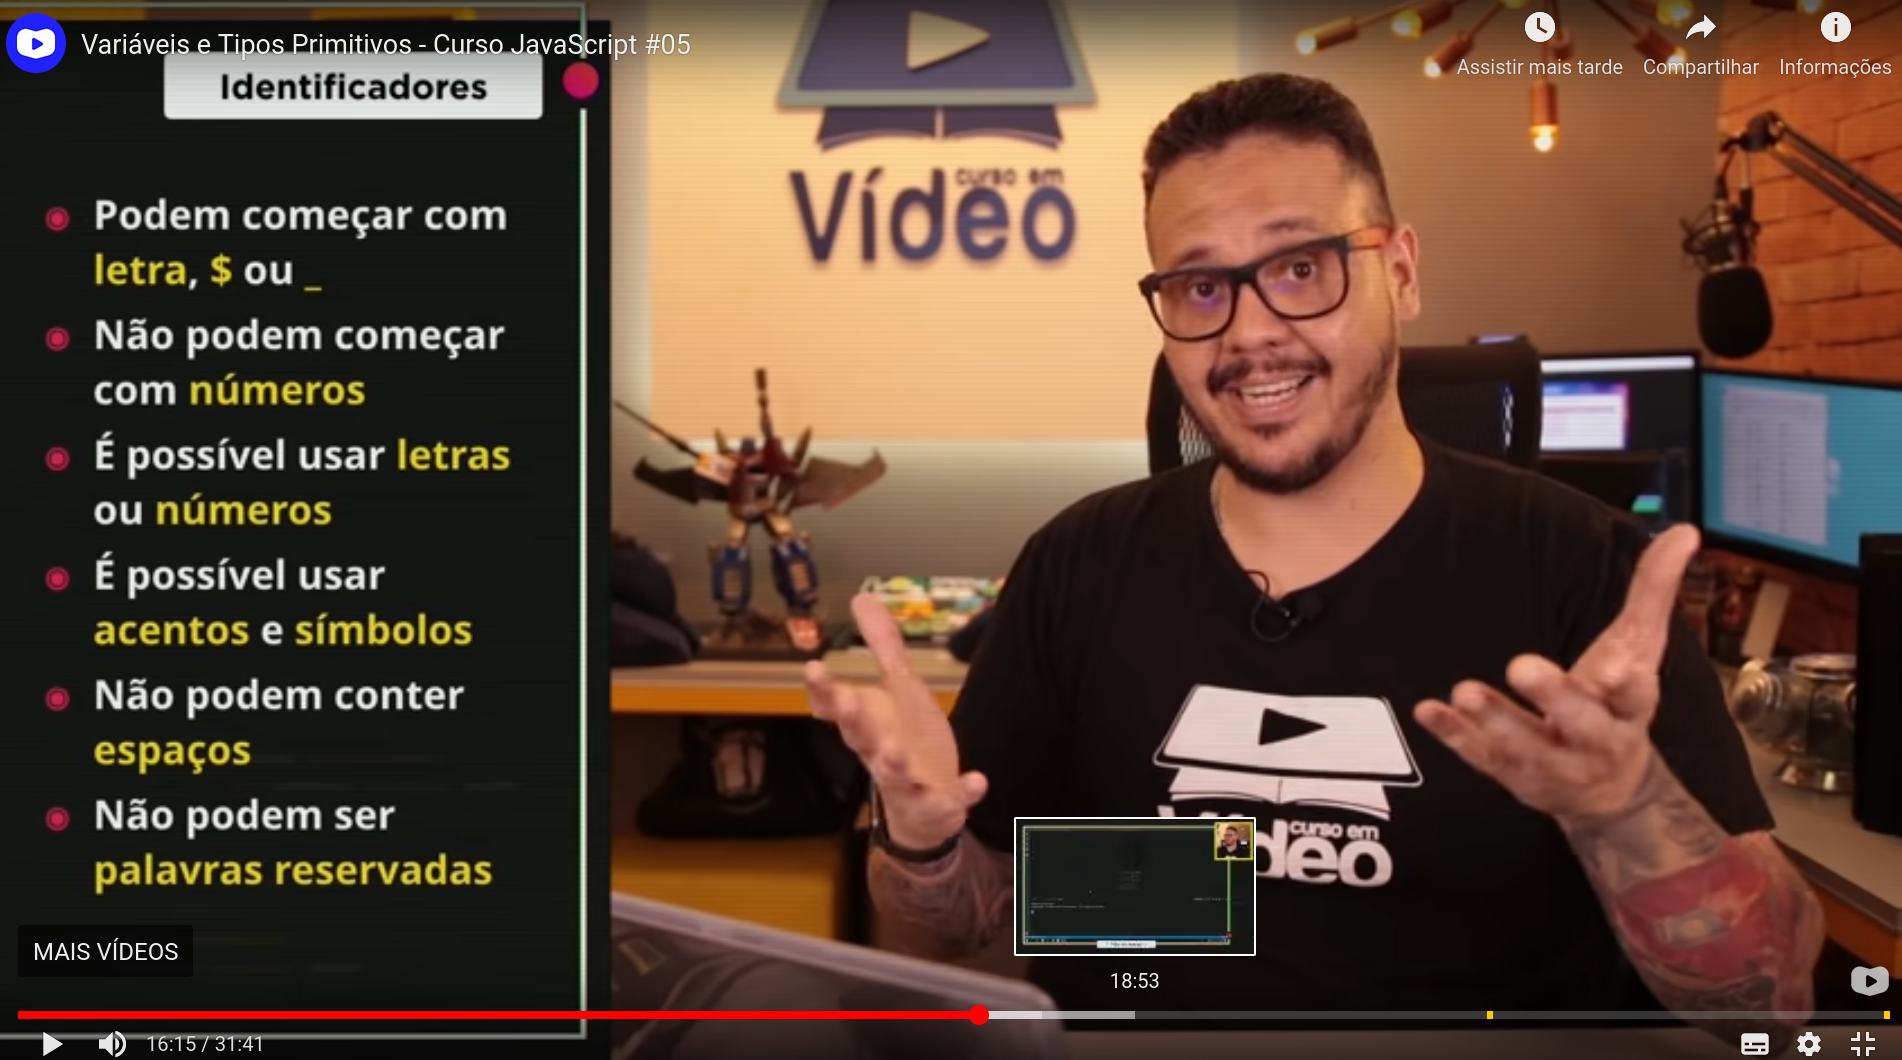 Variáveis e Tipos Primitivos - Curso JavaScript #05
Assistir mais tarde
Compartilhar
Informações
Identificadores
Podem começar com
letra, $ ou _
Não podem começar
com números
É possível usar letras
ou números
É possível usar
acentos e símbolos
Não podem conter
espaços
Não podem ser
palavras reservadas
curso em
Vídeo
curso em
Vídeo
MAIS VÍDEOS
18:53
16:15 / 31:41